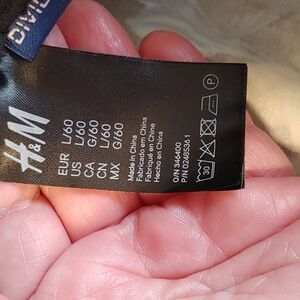 DIVID
H&M
EUR L/60
US L/60
CA G/60
CN L/60
MX G/60
Made in China
Fabricado em China
Fabriqué en Chine
Hecho en China
O/N 346400
P/N 0248536 1
30
P